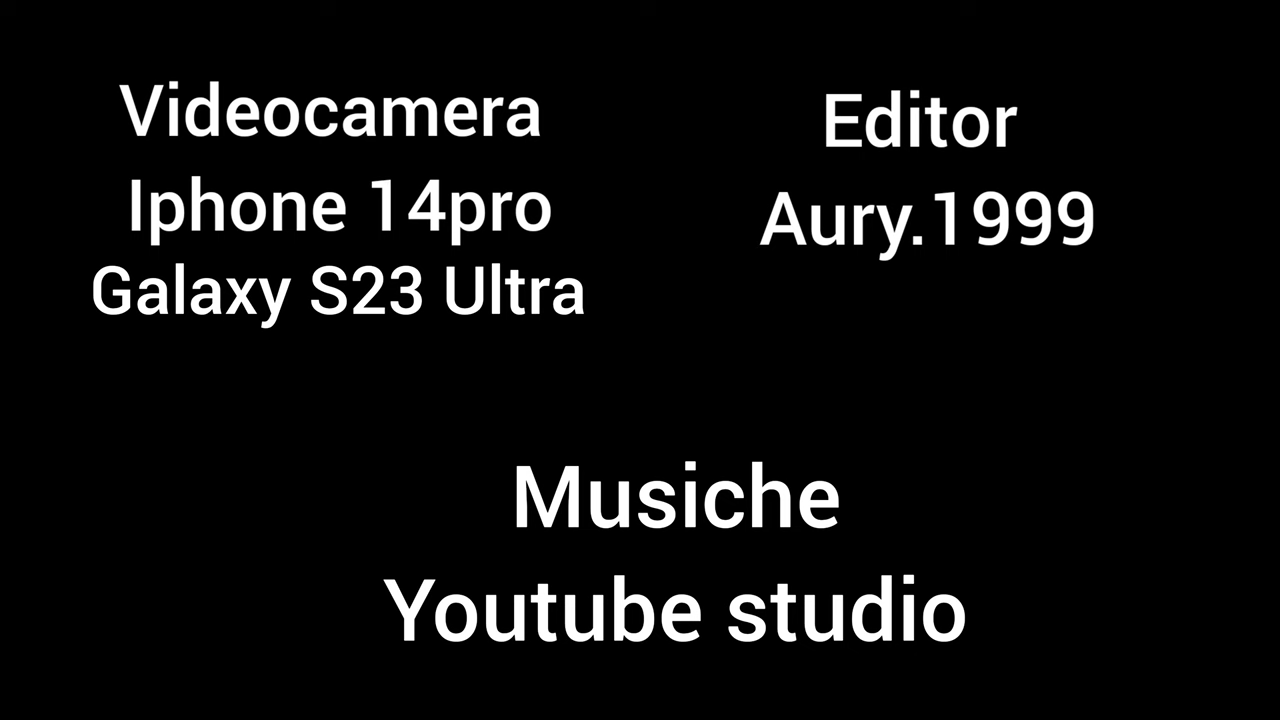 Videocamera
Iphone 14pro
Galaxy S23 Ultra
Editor
Aury.1999
Musiche
Youtube studio